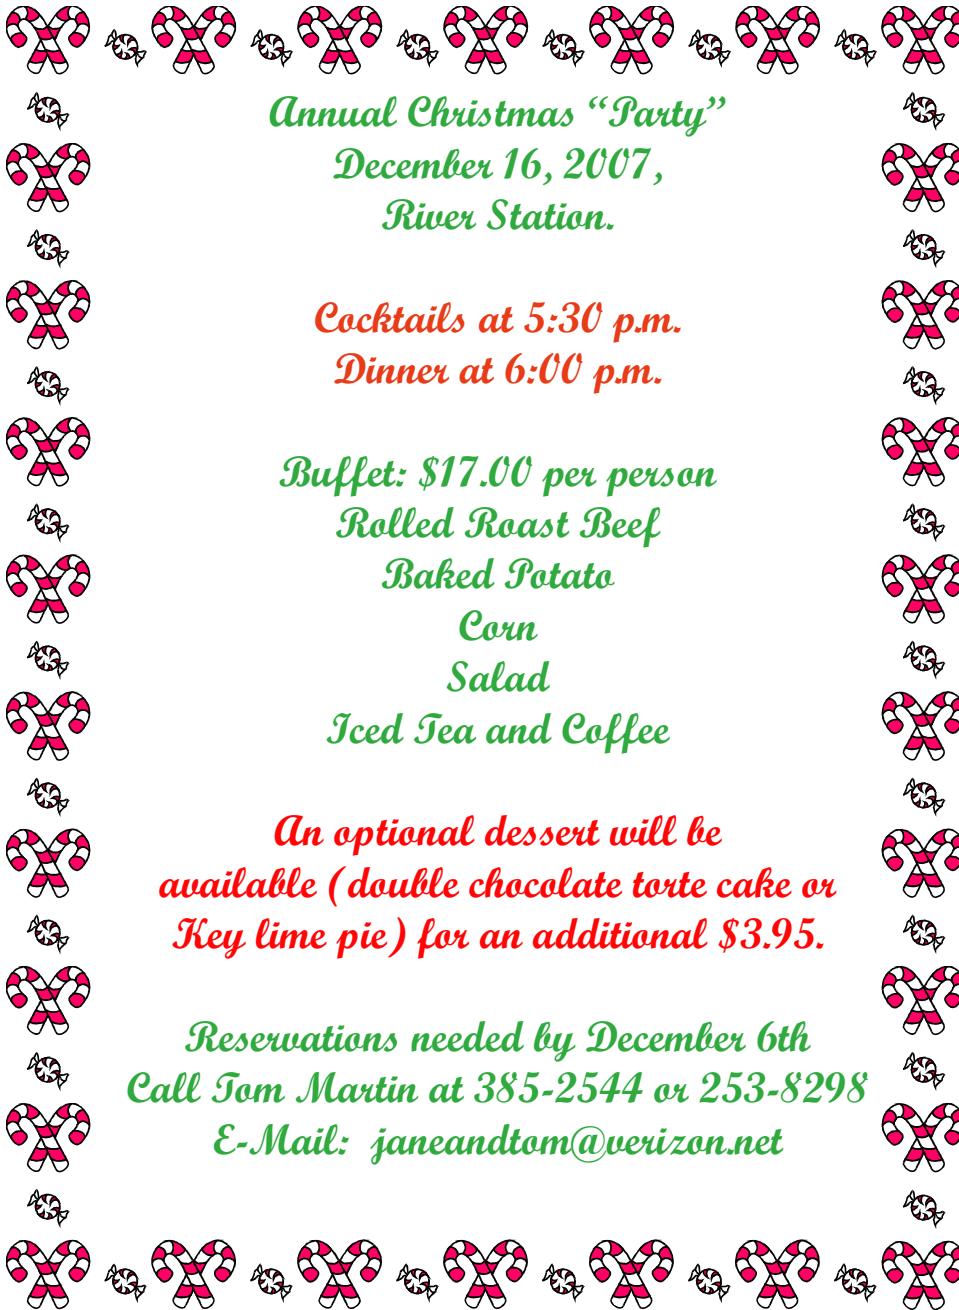 Annual Christmas “Party”
December 16, 2007,
River Station.
Cocktails at 5:30 p.m.
Dinner at 6:00 p.m.
Buffet: $17.00 per person
Rolled Roast Beef
Baked Potato
Corn
Salad
Iced Tea and Coffee
An optional dessert will be
available (double chocolate torte cake or
Key lime pie) for an additional $3.95.
Reservations needed by December 6th
Call Tom Martin at 385-2544 or 253-8298
E-Mail:  janeandtom@verizon.net